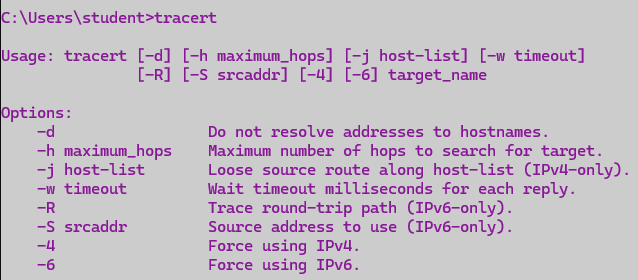 C:\Users\student>tracert
Usage: tracert [-d] [-h maximum_hops] [-j host-list] [-w timeout]
[-R] [-S srcaddr] [-4] [-6] target_name
Options:
-d Do not resolve addresses to hostnames.
-h maximum_hops Maximum number of hops to search for target.
-j host-list Loose source route along host-list (IPv4-only).
-w timeout Wait timeout milliseconds for each reply.
-R Trace round-trip path (IPv6-only).
-S srcaddr Source address to use (IPv6-only).
-4 Force using IPv4.
-6 Force using IPv6.